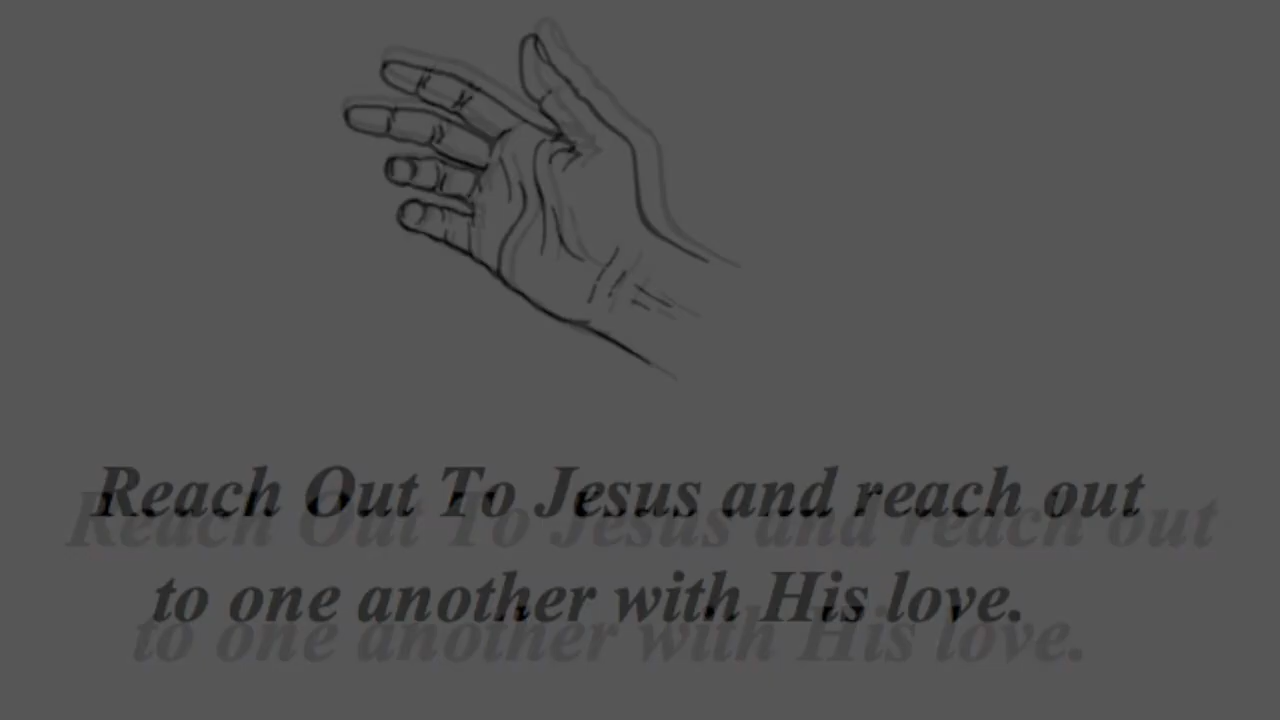 Reach Out To Jesus and reach out
to one another with His love.